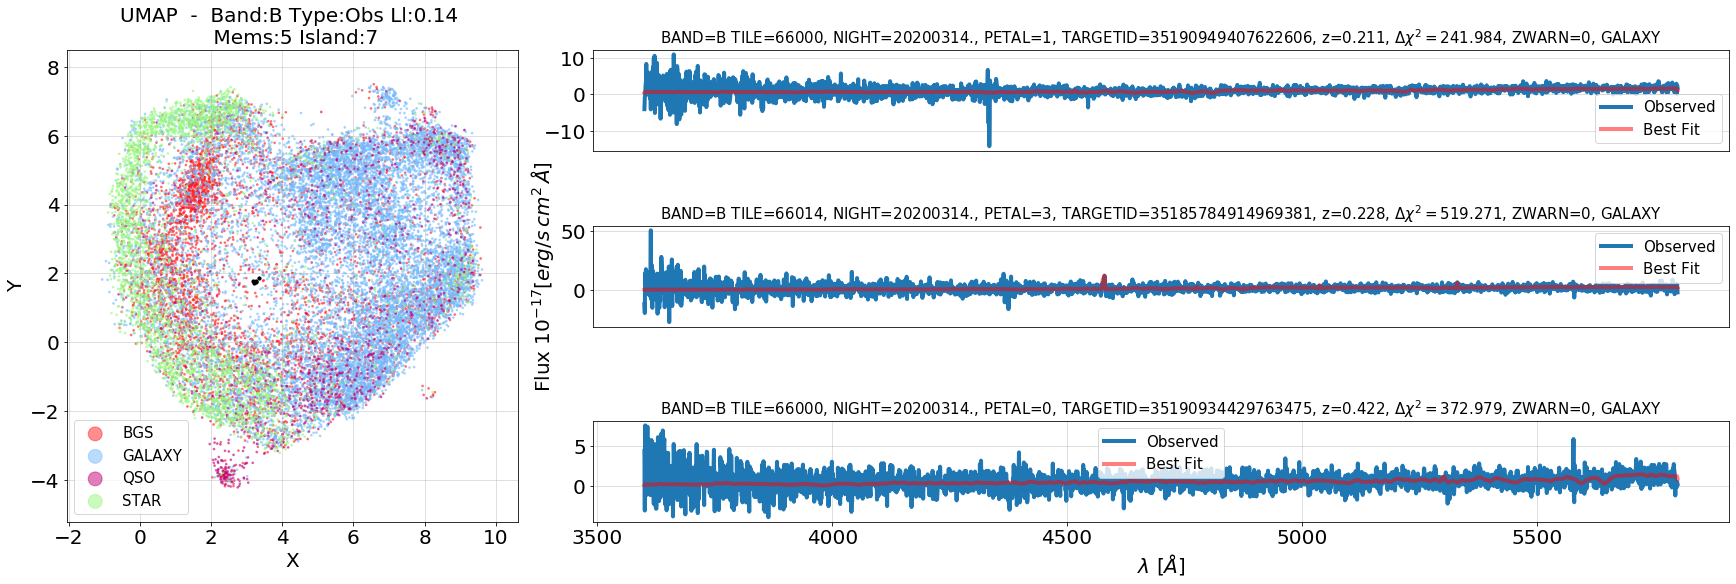 UMAP - Band:B Type:Obs Ll:0.14
Mems:5 Island:7
8
6
4
2
0
−2
−4
Y
−2 0 2 4 6 8 10
X
BGS
GALAXY
QSO
STAR
BAND=B TILE=66000, NIGHT=20200314., PETAL=1, TARGETID=35190949407622606, z=0.211, Δχ² = 241.984, ZWARN=0, GALAXY
10
0
−10
Observed
Best Fit
BAND=B TILE=66014, NIGHT=20200314., PETAL=3, TARGETID=35185784914969381, z=0.228, Δχ² = 519.271, ZWARN=0, GALAXY
50
0
Observed
Best Fit
Flux 10⁻¹⁷[erg/s cm² Å]
BAND=B TILE=66000, NIGHT=20200314., PETAL=0, TARGETID=35190934429763475, z=0.422, Δχ² = 372.979, ZWARN=0, GALAXY
5
0
Observed
Best Fit
3500 4000 4500 5000 5500
λ [Å]